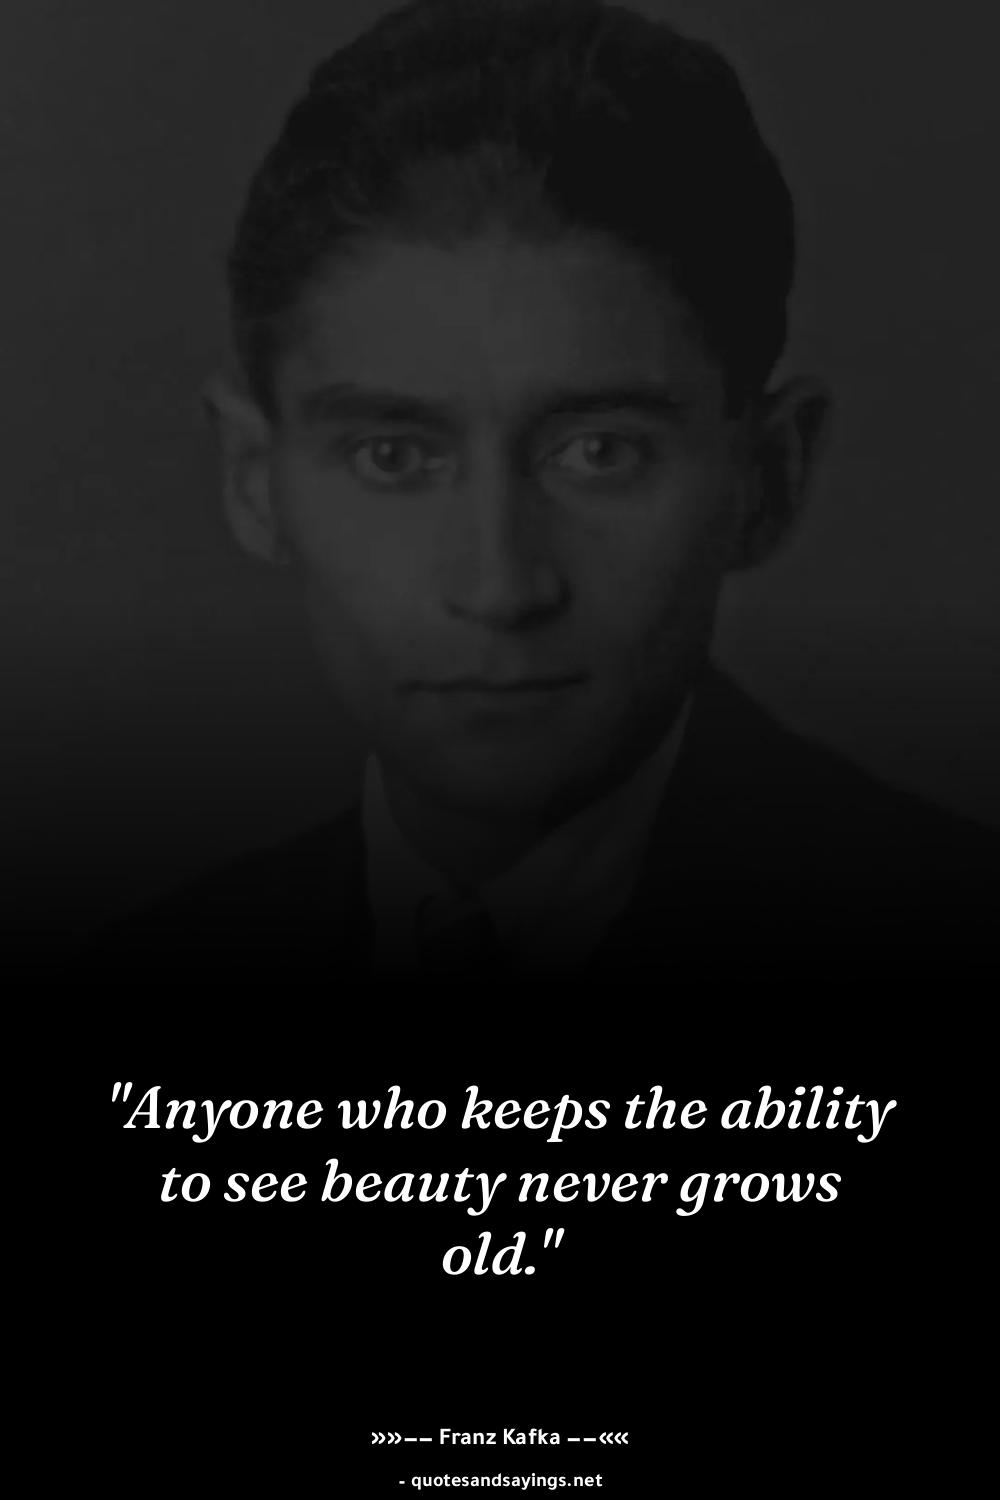 "Anyone who keeps the ability
to see beauty never grows
old."
»»−− Franz Kafka −−««
- quotesandsayings.net